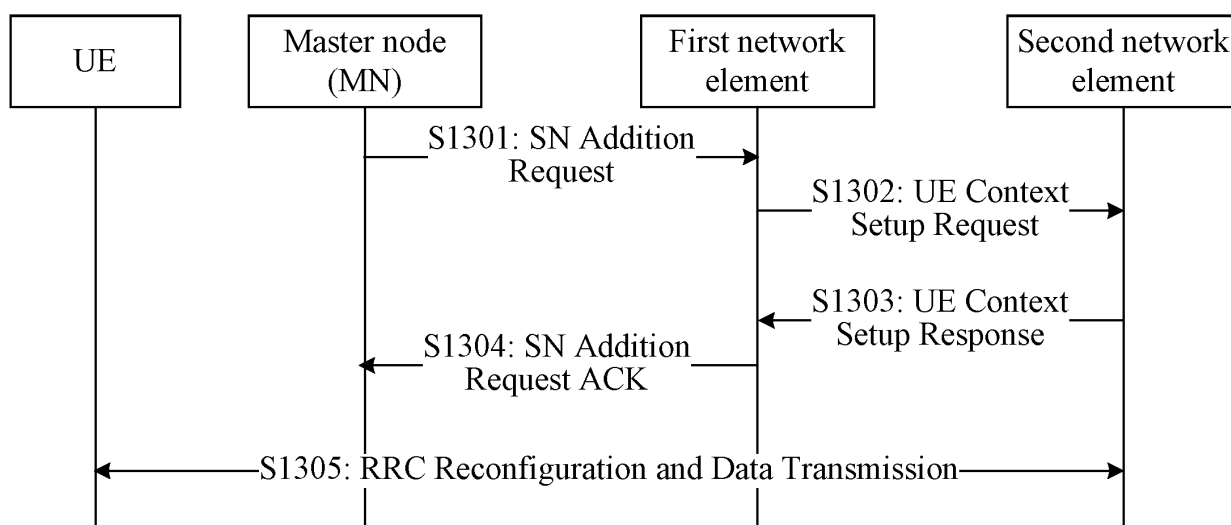 UE
Master node
(MN)
First network
element
Second network
element
S1301: SN Addition
Request
S1302: UE Context
Setup Request
S1303: UE Context
Setup Response
S1304: SN Addition
Request ACK
S1305: RRC Reconfiguration and Data Transmission